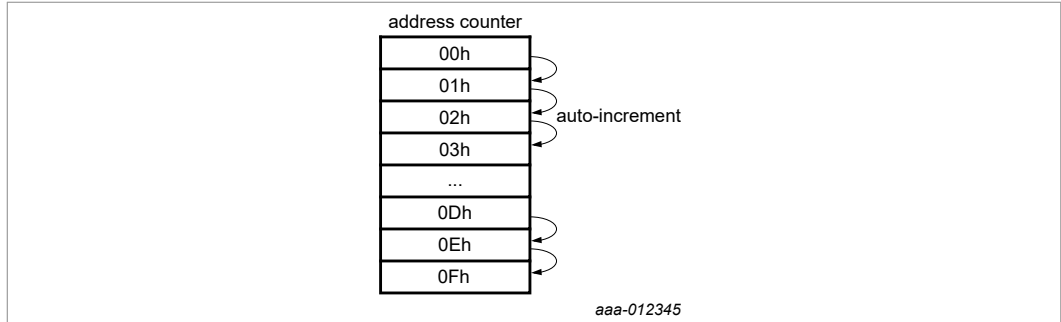 address counter
00h
01h
02h
auto-increment
03h
...
0Dh
0Eh
0Fh
aaa-012345